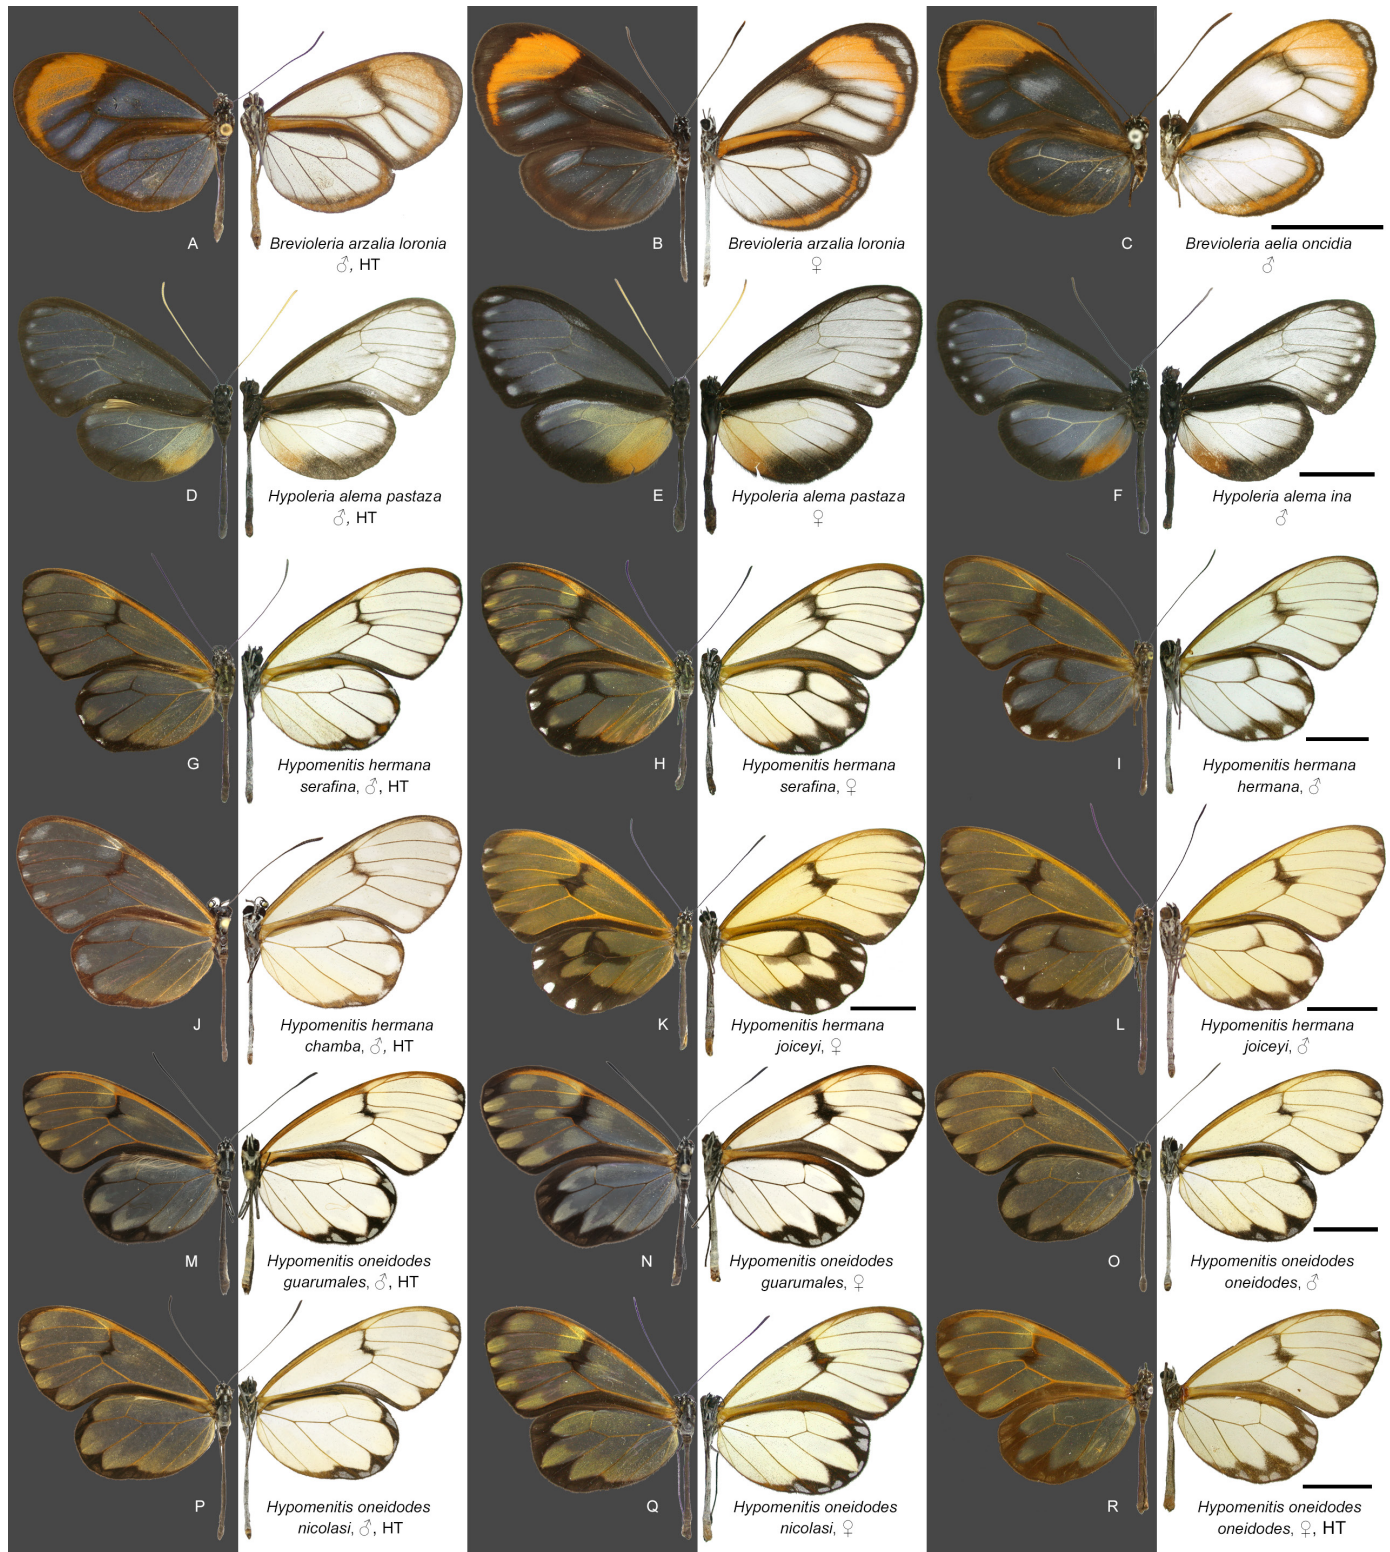 A
Brevioleria arzalia loronia
♂, HT
B
Brevioleria arzalia loronia
♀
C
Brevioleria aelia oncidia
♂
D
Hypoleria alema pastaza
♂, HT
E
Hypoleria alema pastaza
♀
F
Hypoleria alema ina
♂
G
Hypomenitis hermana
serafina, ♂, HT
H
Hypomenitis hermana
serafina, ♀
I
Hypomenitis hermana
hermana, ♂
J
Hypomenitis hermana
chamba, ♂, HT
K
Hypomenitis hermana
joiceyi, ♀
L
Hypomenitis hermana
joiceyi, ♂
M
Hypomenitis oneidodes
guarumales, ♂, HT
N
Hypomenitis oneidodes
guarumales, ♀
O
Hypomenitis oneidodes
oneidodes, ♂
P
Hypomenitis oneidodes
nicolasi, ♂, HT
Q
Hypomenitis oneidodes
nicolasi, ♀
R
Hypomenitis oneidodes
oneidodes, ♀, HT